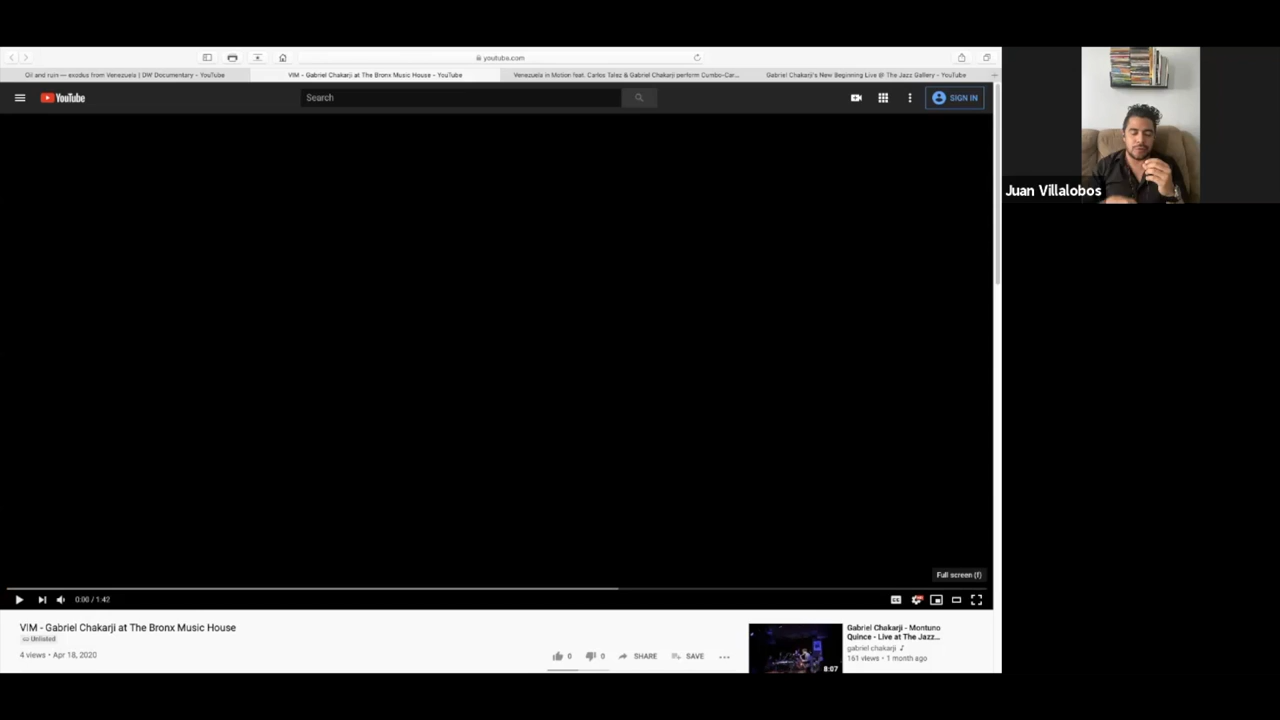 youtube.com
Oil and ruin — exodus from Venezuela | DW Documentary - YouTube
VIM - Gabriel Chakarji at The Bronx Music House - YouTube
Venezuela in Motion feat. Carlos Talez & Gabriel Chakarji perform Cumbo-Car...
Gabriel Chakarji's New Beginning Live @ The Jazz Gallery - YouTube
YouTube
Search
SIGN IN
Juan Villalobos
Full screen (f)
0:00 / 1:42
VIM - Gabriel Chakarji at The Bronx Music House
Unlisted
4 views • Apr 18, 2020
0
0
SHARE
SAVE
8:07
Gabriel Chakarji - Montuno
Quince - Live at The Jazz...
gabriel chakarji
161 views • 1 month ago